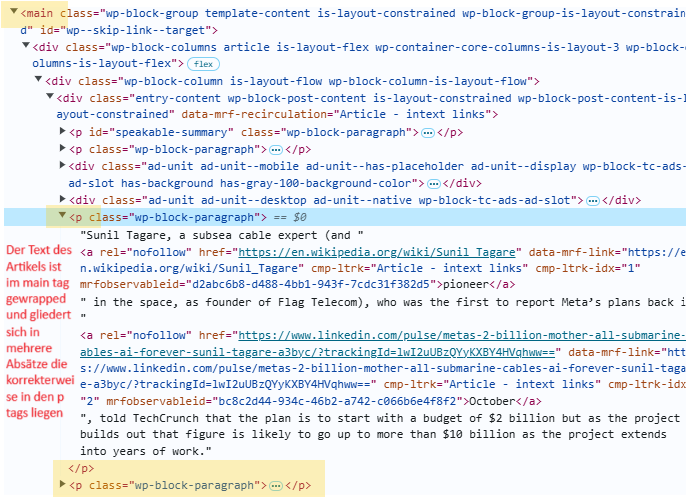 <main class="wp-block-group template-content is-layout-constrained wp-block-group-is-layout-constrain
d" id="wp--skip-link--target">
<div class="wp-block-columns article is-layout-flex wp-container-core-columns-is-layout-3 wp-block-
olumns-is-layout-flex"> flex
<div class="wp-block-column is-layout-flow wp-block-column-is-layout-flow">
<div class="entry-content wp-block-post-content is-layout-constrained wp-block-post-content-is-l
ayout-constrained" data-mrf-recirculation="Article - intext links">
<p id="speakable-summary" class="wp-block-paragraph"> … </p>
<p class="wp-block-paragraph"> … </p>
<div class="ad-unit ad-unit--mobile ad-unit--has-placeholder ad-unit--display wp-block-tc-ads-
ad-slot has-background has-gray-100-background-color"> … </div>
<div class="ad-unit ad-unit--desktop ad-unit--native wp-block-tc-ads-ad-slot"> … </div>
<p class="wp-block-paragraph"> == $0
"Sunil Tagare, a subsea cable expert (and "
<a rel="nofollow" href="https://en.wikipedia.org/wiki/Sunil_Tagare" data-mrf-link="https://e
n.wikipedia.org/wiki/Sunil_Tagare" cmp-ltrk="Article - intext links" cmp-ltrk-idx="1"
mrfobservableid="d2abc6b8-d488-4bb1-943f-7cdc31f382d5">pioneer</a>
" in the space, as founder of Flag Telecom), who was the first to report Meta’s plans back i
"
<a rel="nofollow" href="https://www.linkedin.com/pulse/metas-2-billion-mother-all-submarine-
cables-ai-forever-sunil-tagare-a3byc/?trackingId=lwI2uUBzQYyKXBY4HVqhww==" data-mrf-link="htt
ps://www.linkedin.com/pulse/metas-2-billion-mother-all-submarine-cables-ai-forever-sunil-taga
re-a3byc/?trackingId=lwI2uUBzQYyKXBY4HVqhww==" cmp-ltrk="Article - intext links" cmp-ltrk-idx
"2" mrfobservableid="bc8c2d44-934c-46b2-a742-c066b6e4f8f2">October</a>
", told TechCrunch that the plan is to start with a budget of $2 billion but as the project
builds out that figure is likely to go up to more than $10 billion as the project extends
into years of work."
</p>
<p class="wp-block-paragraph"> … </p>
Der Text des
Artikels ist
im main tag
gewrapped
und gliedert
sich in
mehrere
Absätze die
korrekterwei
se in den p
tags liegen